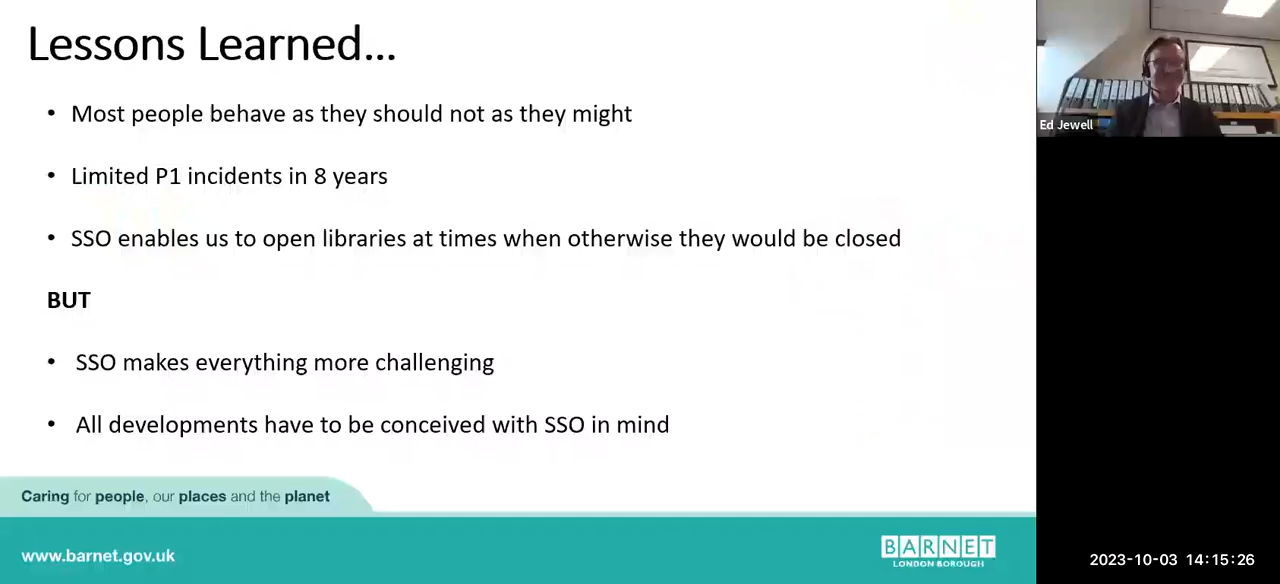 Lessons Learned...
• Most people behave as they should not as they might
• Limited P1 incidents in 8 years
• SSO enables us to open libraries at times when otherwise they would be closed
BUT
• SSO makes everything more challenging
• All developments have to be conceived with SSO in mind
Caring for people, our places and the planet
www.barnet.gov.uk
BARNET
LONDON BOROUGH
Ed Jewell
2023-10-03 14:15:26